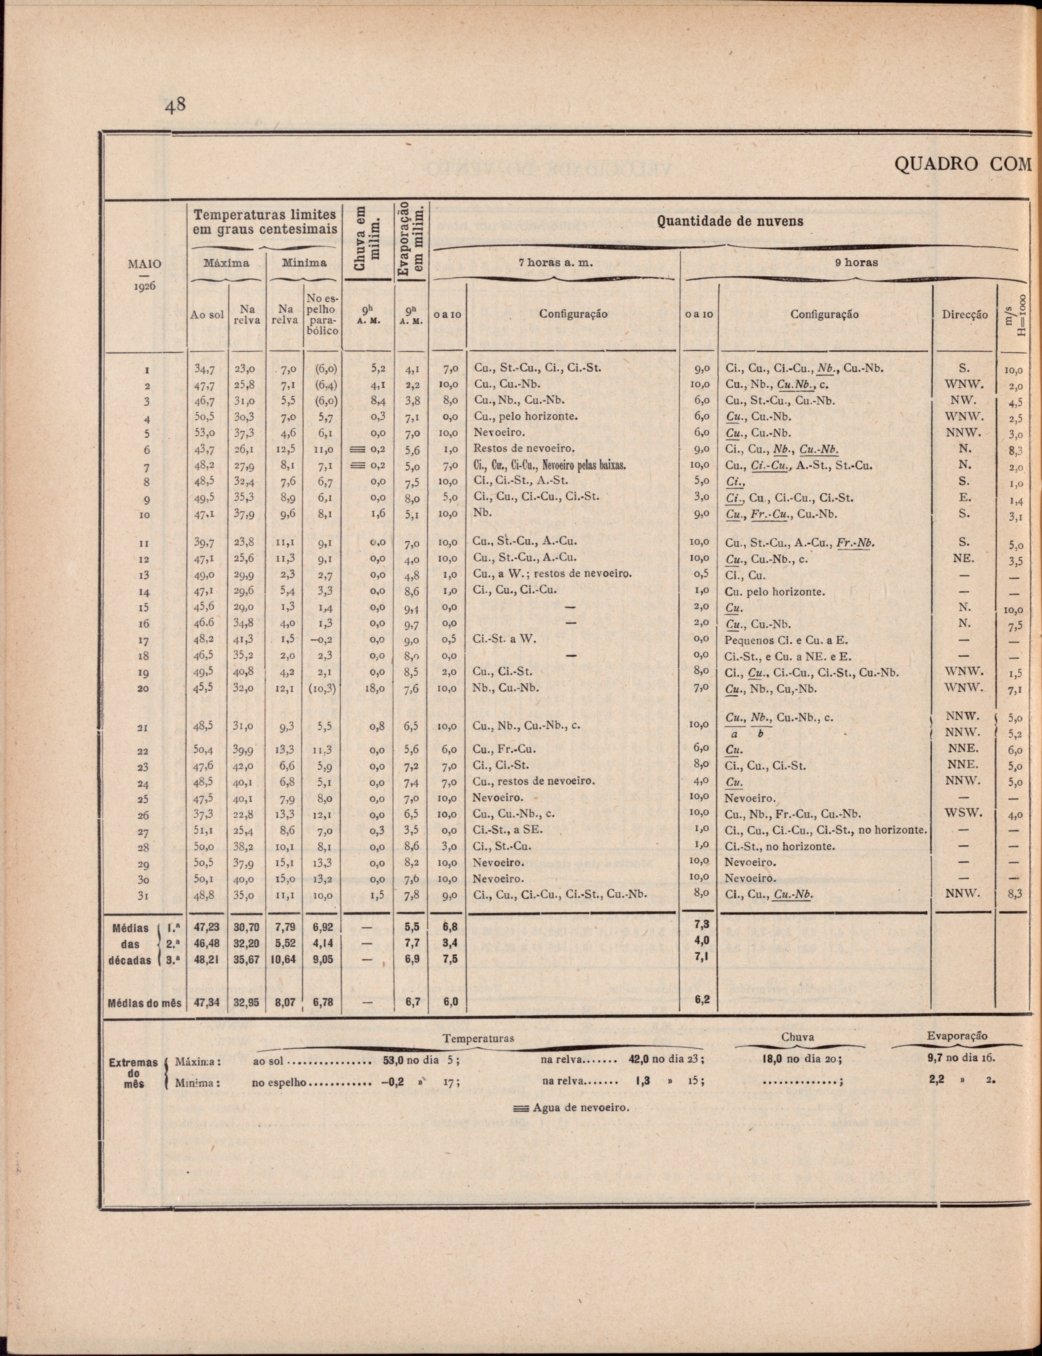 48
QUADRO COM
MAIO
—
1926
Temperaturas limites
em graus centesimais
Máxima
Minima
Ao sol
Na relva
Na relva
No espelho parabólico
Chuva em milim.
9h A. M.
Evaporação em milim.
9h A. M.
Quantidade de nuvens
7 horas a. m.
9 horas
0 a 10
Configuração
0 a 10
Configuração
Direcção
m/s H=1000
1 34,7 23,0 7,0 (6,0) 5,2 4,1 7,0 Cu., St.-Cu., Ci., Ci.-St. 9,0 Ci., Cu., Ci.-Cu., Nb., Cu.-Nb. S. 10,0
2 47,7 25,8 7,1 (6,4) 4,1 2,2 10,0 Cu., Cu.-Nb. 10,0 Cu., Nb., Cu.Nb., c. WNW. 2,0
3 46,7 31,0 5,5 (6,0) 8,4 3,8 8,0 Cu., Nb., Cu.-Nb. 6,0 Cu., St.-Cu., Cu.-Nb. NW. 4,5
4 50,5 30,3 7,0 5,7 0,3 7,1 0,0 Cu., pelo horizonte. 6,0 Cu., Cu.-Nb. WNW. 2,5
5 53,0 37,3 4,6 6,1 0,0 7,0 10,0 Nevoeiro. 6,0 Cu., Cu.-Nb. NNW. 3,0
6 43,7 26,1 12,5 11,0 ≡ 0,2 5,6 1,0 Restos de nevoeiro. 9,0 Ci., Cu., Nb., Cu.-Nb. N. 8,3
7 48,2 27,9 8,1 7,1 ≡ 0,2 5,0 7,0 Ci., Cu., Ci-Cu., Nevoeiro pelas baixas. 10,0 Cu., Ci.-Cu., A.-St., St.-Cu. N. 2,0
8 48,5 32,4 7,6 6,7 0,0 7,5 10,0 Ci., Ci.-St., A.-St. 5,0 Ci., S. 1,0
9 49,5 35,3 8,9 6,1 0,0 8,0 5,0 Ci., Cu., Ci.-Cu., Ci.-St. 3,0 Ci., Cu., Ci.-Cu., Ci.-St. E. 1,4
10 47,1 37,9 9,6 8,1 1,6 5,1 10,0 Nb. 9,0 Cu., Fr.-Cu., Cu.-Nb. S. 3,1
11 39,7 23,8 11,1 9,1 0,0 7,0 10,0 Cu., St.-Cu., A.-Cu. 10,0 Cu., St.-Cu., A.-Cu., Fr.-Nb. S. 5,0
12 47,1 25,6 11,3 9,1 0,0 4,0 10,0 Cu., St.-Cu., A.-Cu. 10,0 Cu., Cu.-Nb., c. NE. 3,5
13 49,0 29,9 2,3 2,7 0,0 4,8 1,0 Cu., a W.; restos de nevoeiro. 0,5 Ci., Cu. — —
14 47,1 29,6 5,4 3,3 0,0 8,6 1,0 Ci., Cu., Ci.-Cu. 1,0 Cu. pelo horizonte. — —
15 45,6 29,0 1,3 1,4 0,0 9,4 0,0 — 2,0 Cu. N. 10,0
16 46.6 34,8 4,0 1,3 0,0 9,7 0,0 — 2,0 Cu., Cu.-Nb. N. 7,5
17 48,2 41,3 1,5 —0,2 0,0 9,0 0,5 Ci.-St. a W. 0,0 Pequenos Ci. e Cu. a E. — —
18 46,5 35,2 2,0 2,3 0,0 8,0 0,0 — 0,0 Ci.-St., e Cu. a NE. e E. — —
19 49,5 40,8 4,2 2,1 0,0 8,5 2,0 Cu., Ci.-St. 8,0 Ci., Cu., Ci.-Cu., Ci.-St., Cu.-Nb. WNW. 1,5
20 45,5 32,0 12,1 (10,3) 18,0 7,6 10,0 Nb., Cu.-Nb. 7,0 Cu., Nb., Cu,-Nb. WNW. 7,1
21 48,5 31,0 9,3 5,5 0,8 6,5 10,0 Cu., Nb., Cu.-Nb., c. 10,0 Cu., Nb., Cu.-Nb., c. NNW. 5,0
a b NNW. 5,2
22 50,4 39,9 13,3 11,3 0,0 5,6 6,0 Cu., Fr.-Cu. 6,0 Cu. NNE. 6,0
23 47,6 42,0 6,6 5,9 0,0 7,2 7,0 Ci., Ci.-St. 8,0 Ci., Cu., Ci.-St. NNE. 5,0
24 48,5 40,1 6,8 5,1 0,0 7,4 7,0 Cu., restos de nevoeiro. 4,0 Cu. NNW. 5,0
25 47,5 40,1 7,9 8,0 0,0 7,0 10,0 Nevoeiro. 10,0 Nevoeiro. — —
26 37,3 22,8 13,3 12,1 0,0 6,5 10,0 Cu., Cu.-Nb., c. 10,0 Cu., Nb., Fr.-Cu., Cu.-Nb. WSW. 4,0
27 51,1 25,4 8,6 7,0 0,3 3,5 0,0 Ci.-St., a SE. 1,0 Ci., Cu., Ci.-Cu., Ci.-St., no horizonte. — —
28 50,0 38,2 10,1 8,1 0,0 8,6 3,0 Ci., St.-Cu. 1,0 Ci.-St., no horizonte. — —
29 50,5 37,9 15,1 13,3 0,0 8,2 10,0 Nevoeiro. 10,0 Nevoeiro. — —
30 50,1 40,0 15,0 13,2 0,0 7,6 10,0 Nevoeiro. 10,0 Nevoeiro. — —
31 48,8 35,0 11,1 10,0 1,5 7,8 9,0 Ci., Cu., Ci.-Cu., Ci.-St., Cu.-Nb. 8,0 Ci., Cu., Cu.-Nb. NNW. 8,3
Médias 1.ª 47,23 30,70 7,79 6,92 — 5,5 6,8 7,3
das 2.ª 46,48 32,20 5,52 4,14 — 7,7 3,4 4,0
décadas 3.ª 48,21 35,67 10,64 9,05 — 6,9 7,5 7,1
Médias do mês 47,34 32,95 8,07 6,78 — 6,7 6,0 6,2
Temperaturas Chuva Evaporação
Extremas do mês
Máxima: ao sol ................ 53,0 no dia 5; na relva....... 42,0 no dia 23; 18,0 no dia 20; 9,7 no dia 16.
Minima: no espelho............ —0,2 » 17; na relva....... 1,3 » 15; ..............; 2,2 » 2.
≡ Agua de nevoeiro.